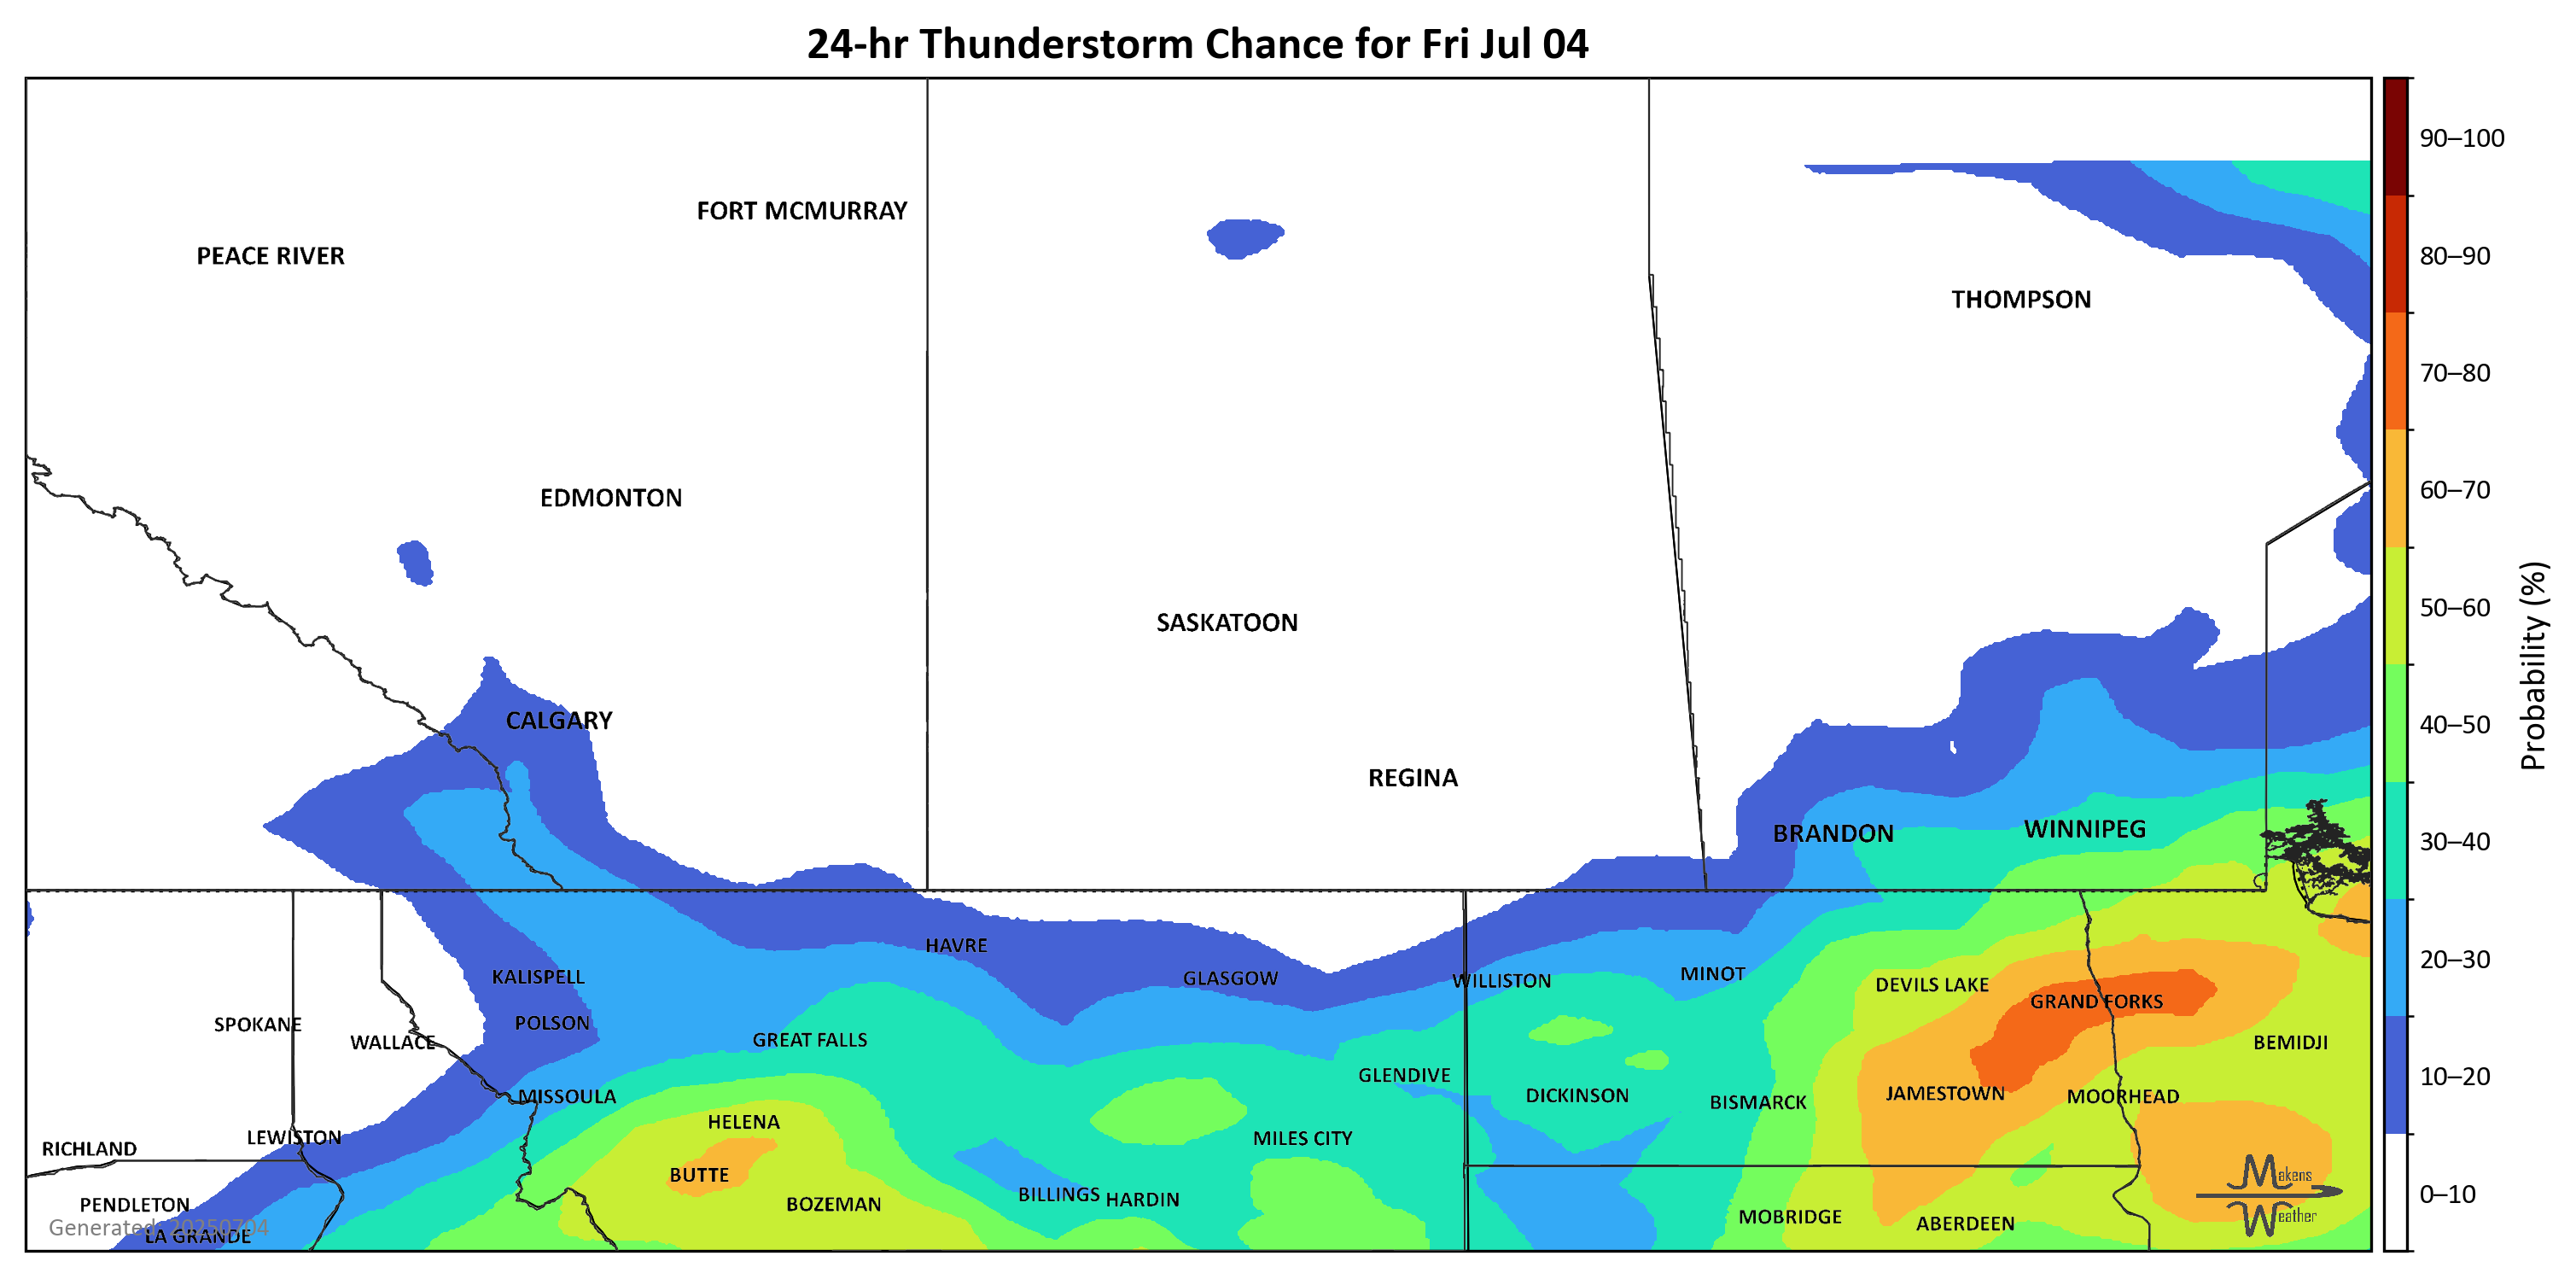 24-hr Thunderstorm Chance for Fri Jul 04
90–100
FORT MCMURRAY
PEACE RIVER
80–90
THOMPSON
70–80
60–70
EDMONTON
50–60
SASKATOON
Probability (%)
CALGARY
40–50
REGINA
30–40
BRANDON
WINNIPEG
HAVRE
20–30
KALISPELL
GLASGOW
WILLISTON
MINOT
DEVILS LAKE
GRAND FORKS
SPOKANE
POLSON
WALLACE
GREAT FALLS
BEMIDJI
GLENDIVE
10–20
MISSOULA
DICKINSON
BISMARCK
JAMESTOWN
MOORHEAD
HELENA
LEWISTON
MILES CITY
RICHLAND
BUTTE
Makens
PENDLETON
BOZEMAN
BILLINGS
HARDIN
0–10
MOBRIDGE
ABERDEEN
Weather
Generated: 20250704
LA GRANDE